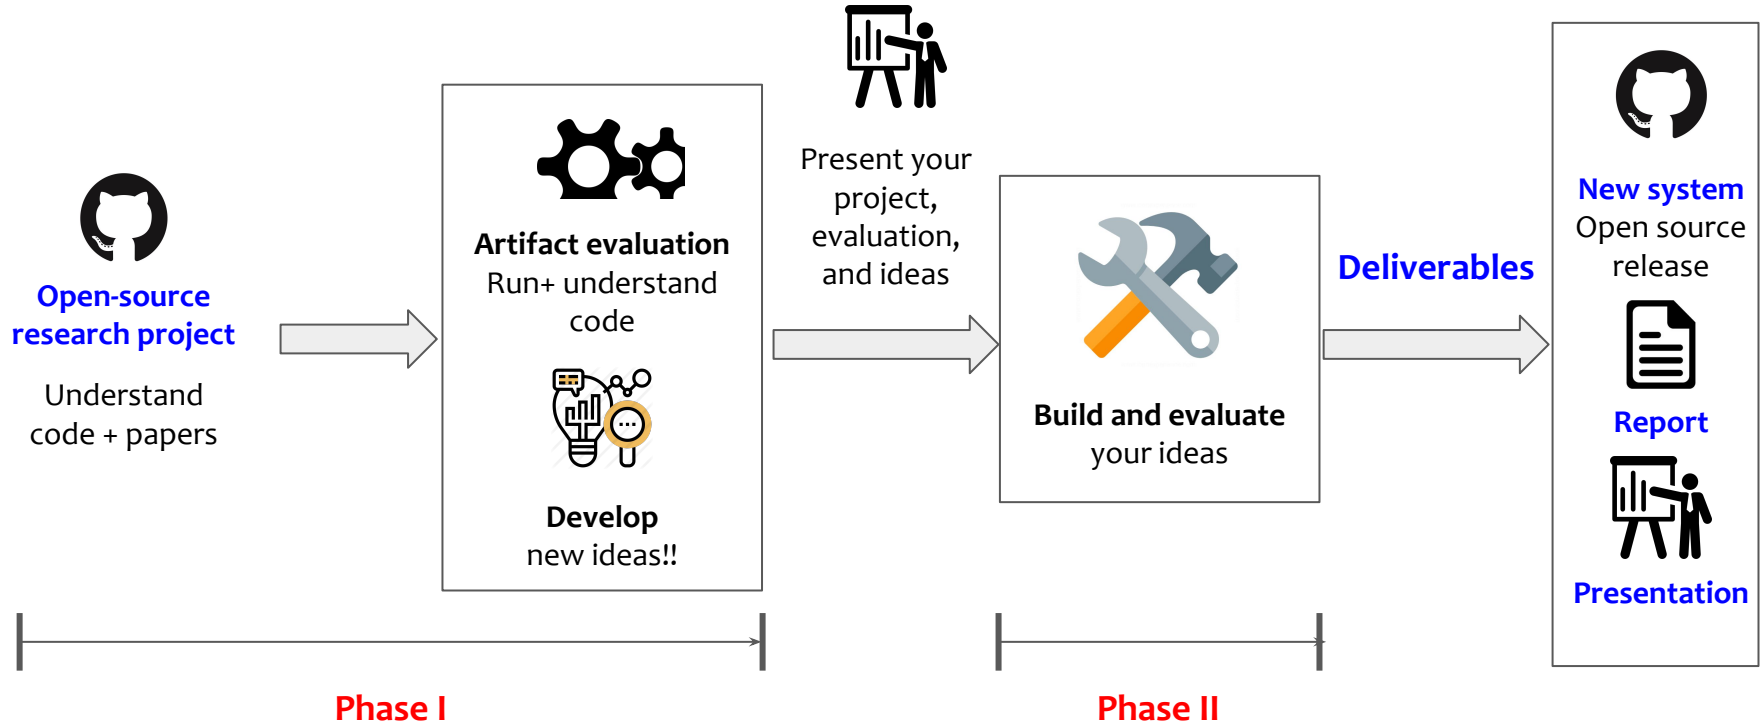 Open-source
research project
Understand
code + papers
Artifact evaluation
Run+ understand
code
Develop
new ideas!!
Present your
project,
evaluation,
and ideas
Build and evaluate
your ideas
Deliverables
New system
Open source
release
Report
Presentation
Phase I
Phase II